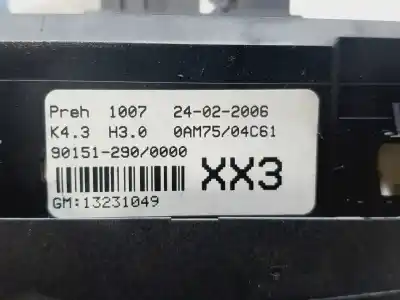 Preh 1007 24-02-2006
K4.3 H3.0 0AM75/04C61
90151-290/0000
XX3
GM:13231049